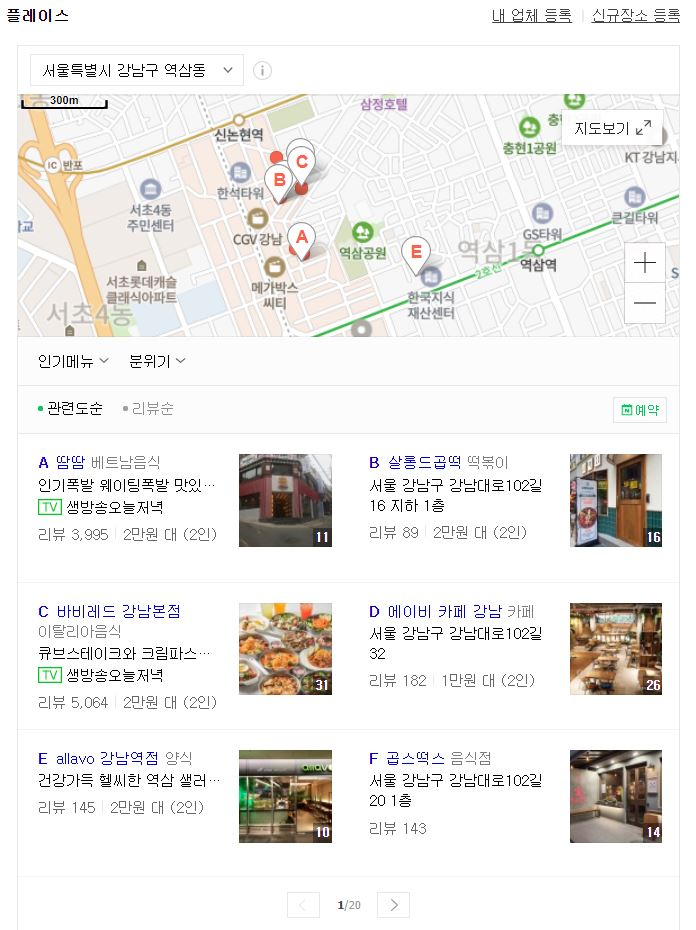 플레이스
내 업체 등록 신규장소 등록
서울특별시 강남구 역삼동
300m
삼정호텔
지도보기
신논현역
충현1공원
IC 반포
KT 강남지
한석타워
서초4동
주민센터
큰길타워
GS타워
CGV강남
역삼공원
역삼1동
역삼역
서초롯데캐슬
클래식아파트
메가박스
씨티
2호선
한국지식
재산센터
서초4동
A
B
C
E
인기메뉴 분위기
관련도순 리뷰순
예약
A 땀땀 베트남음식
인기폭발 웨이팅폭발 맛있…
TV 생방송오늘저녁
리뷰 3,995 2만원 대 (2인)
11
B 살롱드곱떡 떡볶이
서울 강남구 강남대로102길
16 지하 1층
리뷰 89 2만원 대 (2인)
16
C 바비레드 강남본점
이탈리아음식
큐브스테이크와 크림파스…
TV 생방송오늘저녁
리뷰 5,064 2만원 대 (2인)
31
D 에이비 카페 강남 카페
서울 강남구 강남대로102길
32
리뷰 182 1만원 대 (2인)
26
E allavo 강남역점 양식
건강가득 헬씨한 역삼 샐러…
리뷰 145 2만원 대 (2인)
allavo
10
F 곱스떡스 음식점
서울 강남구 강남대로102길
20 1층
리뷰 143
14
1/20